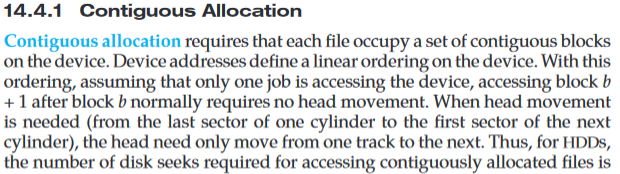 14.4.1 Contiguous Allocation
Contiguous allocation requires that each file occupy a set of contiguous blocks
on the device. Device addresses define a linear ordering on the device. With this
ordering, assuming that only one job is accessing the device, accessing block b
+ 1 after block b normally requires no head movement. When head movement
is needed (from the last sector of one cylinder to the first sector of the next
cylinder), the head need only move from one track to the next. Thus, for HDDs,
the number of disk seeks required for accessing contiguously allocated files is